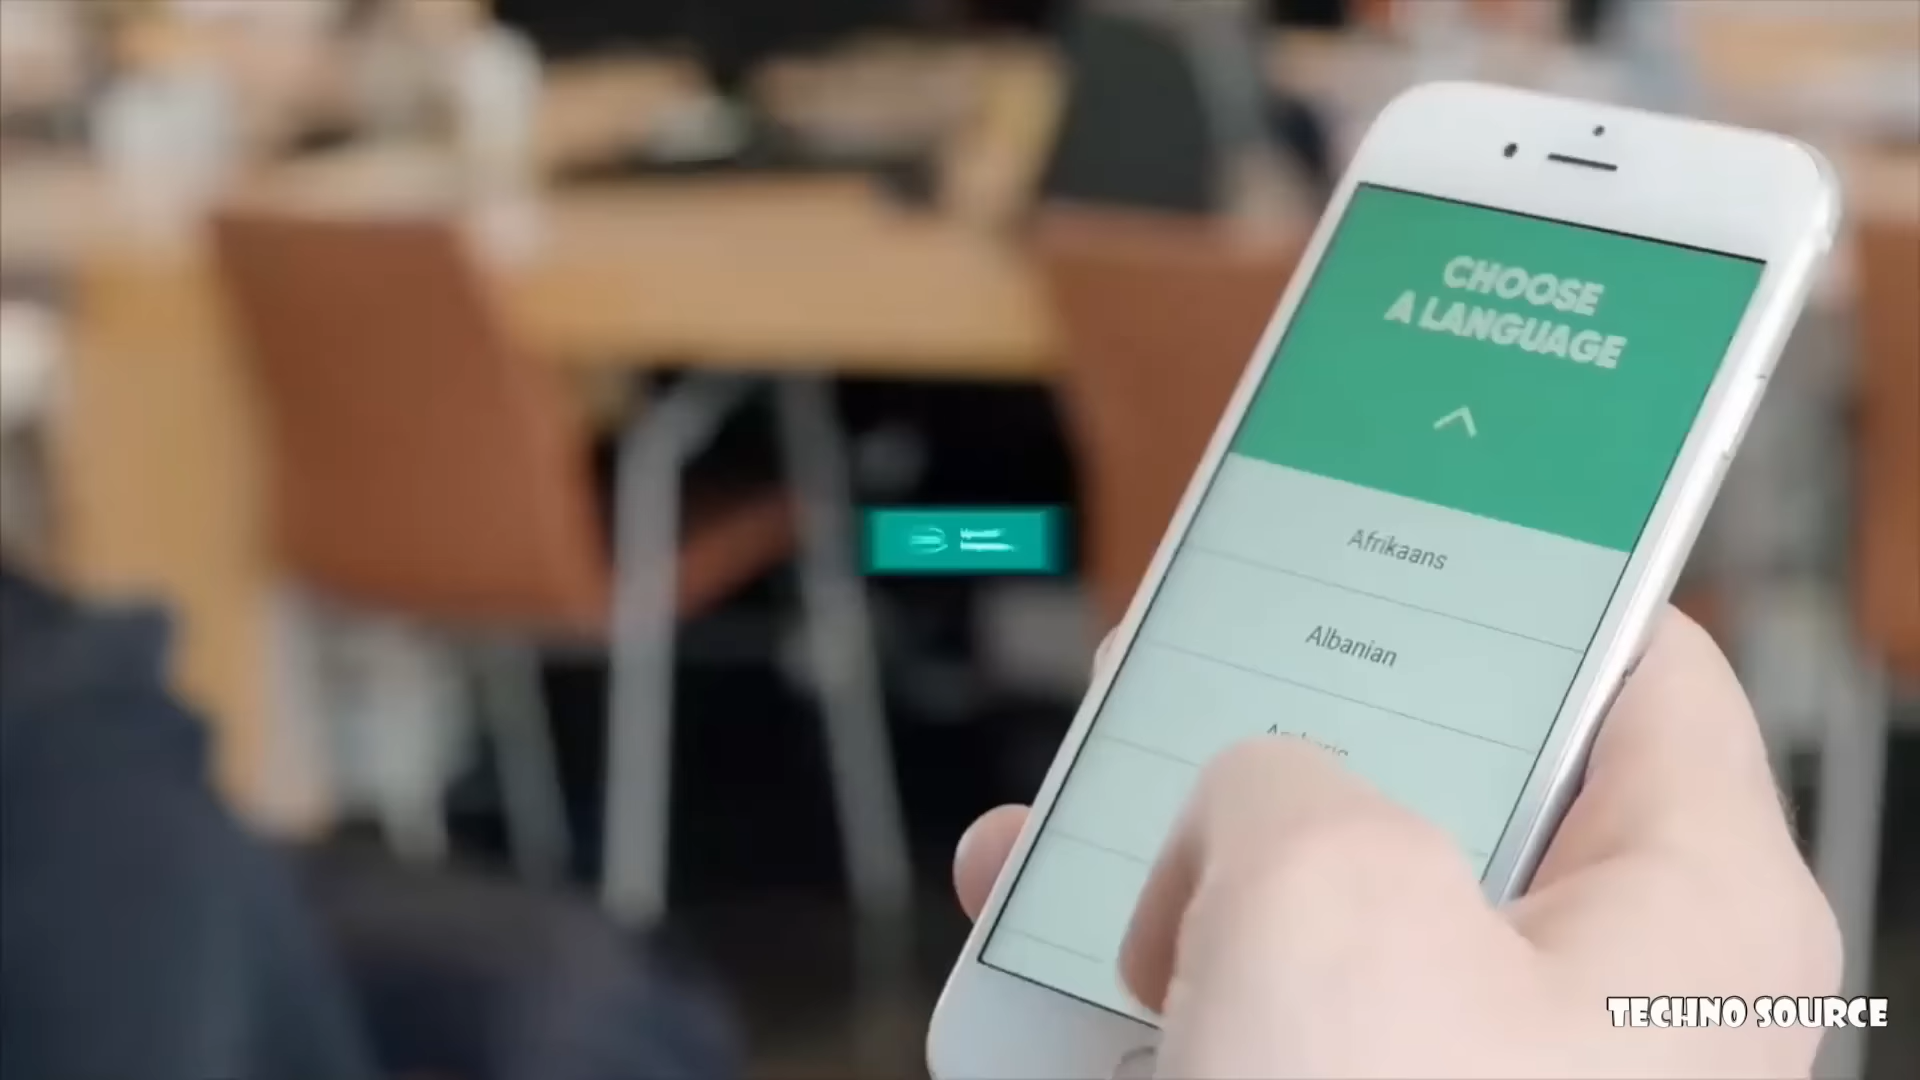 CHOOSE
A LANGUAGE
Afrikaans
Albanian
TECHNO SOURCE